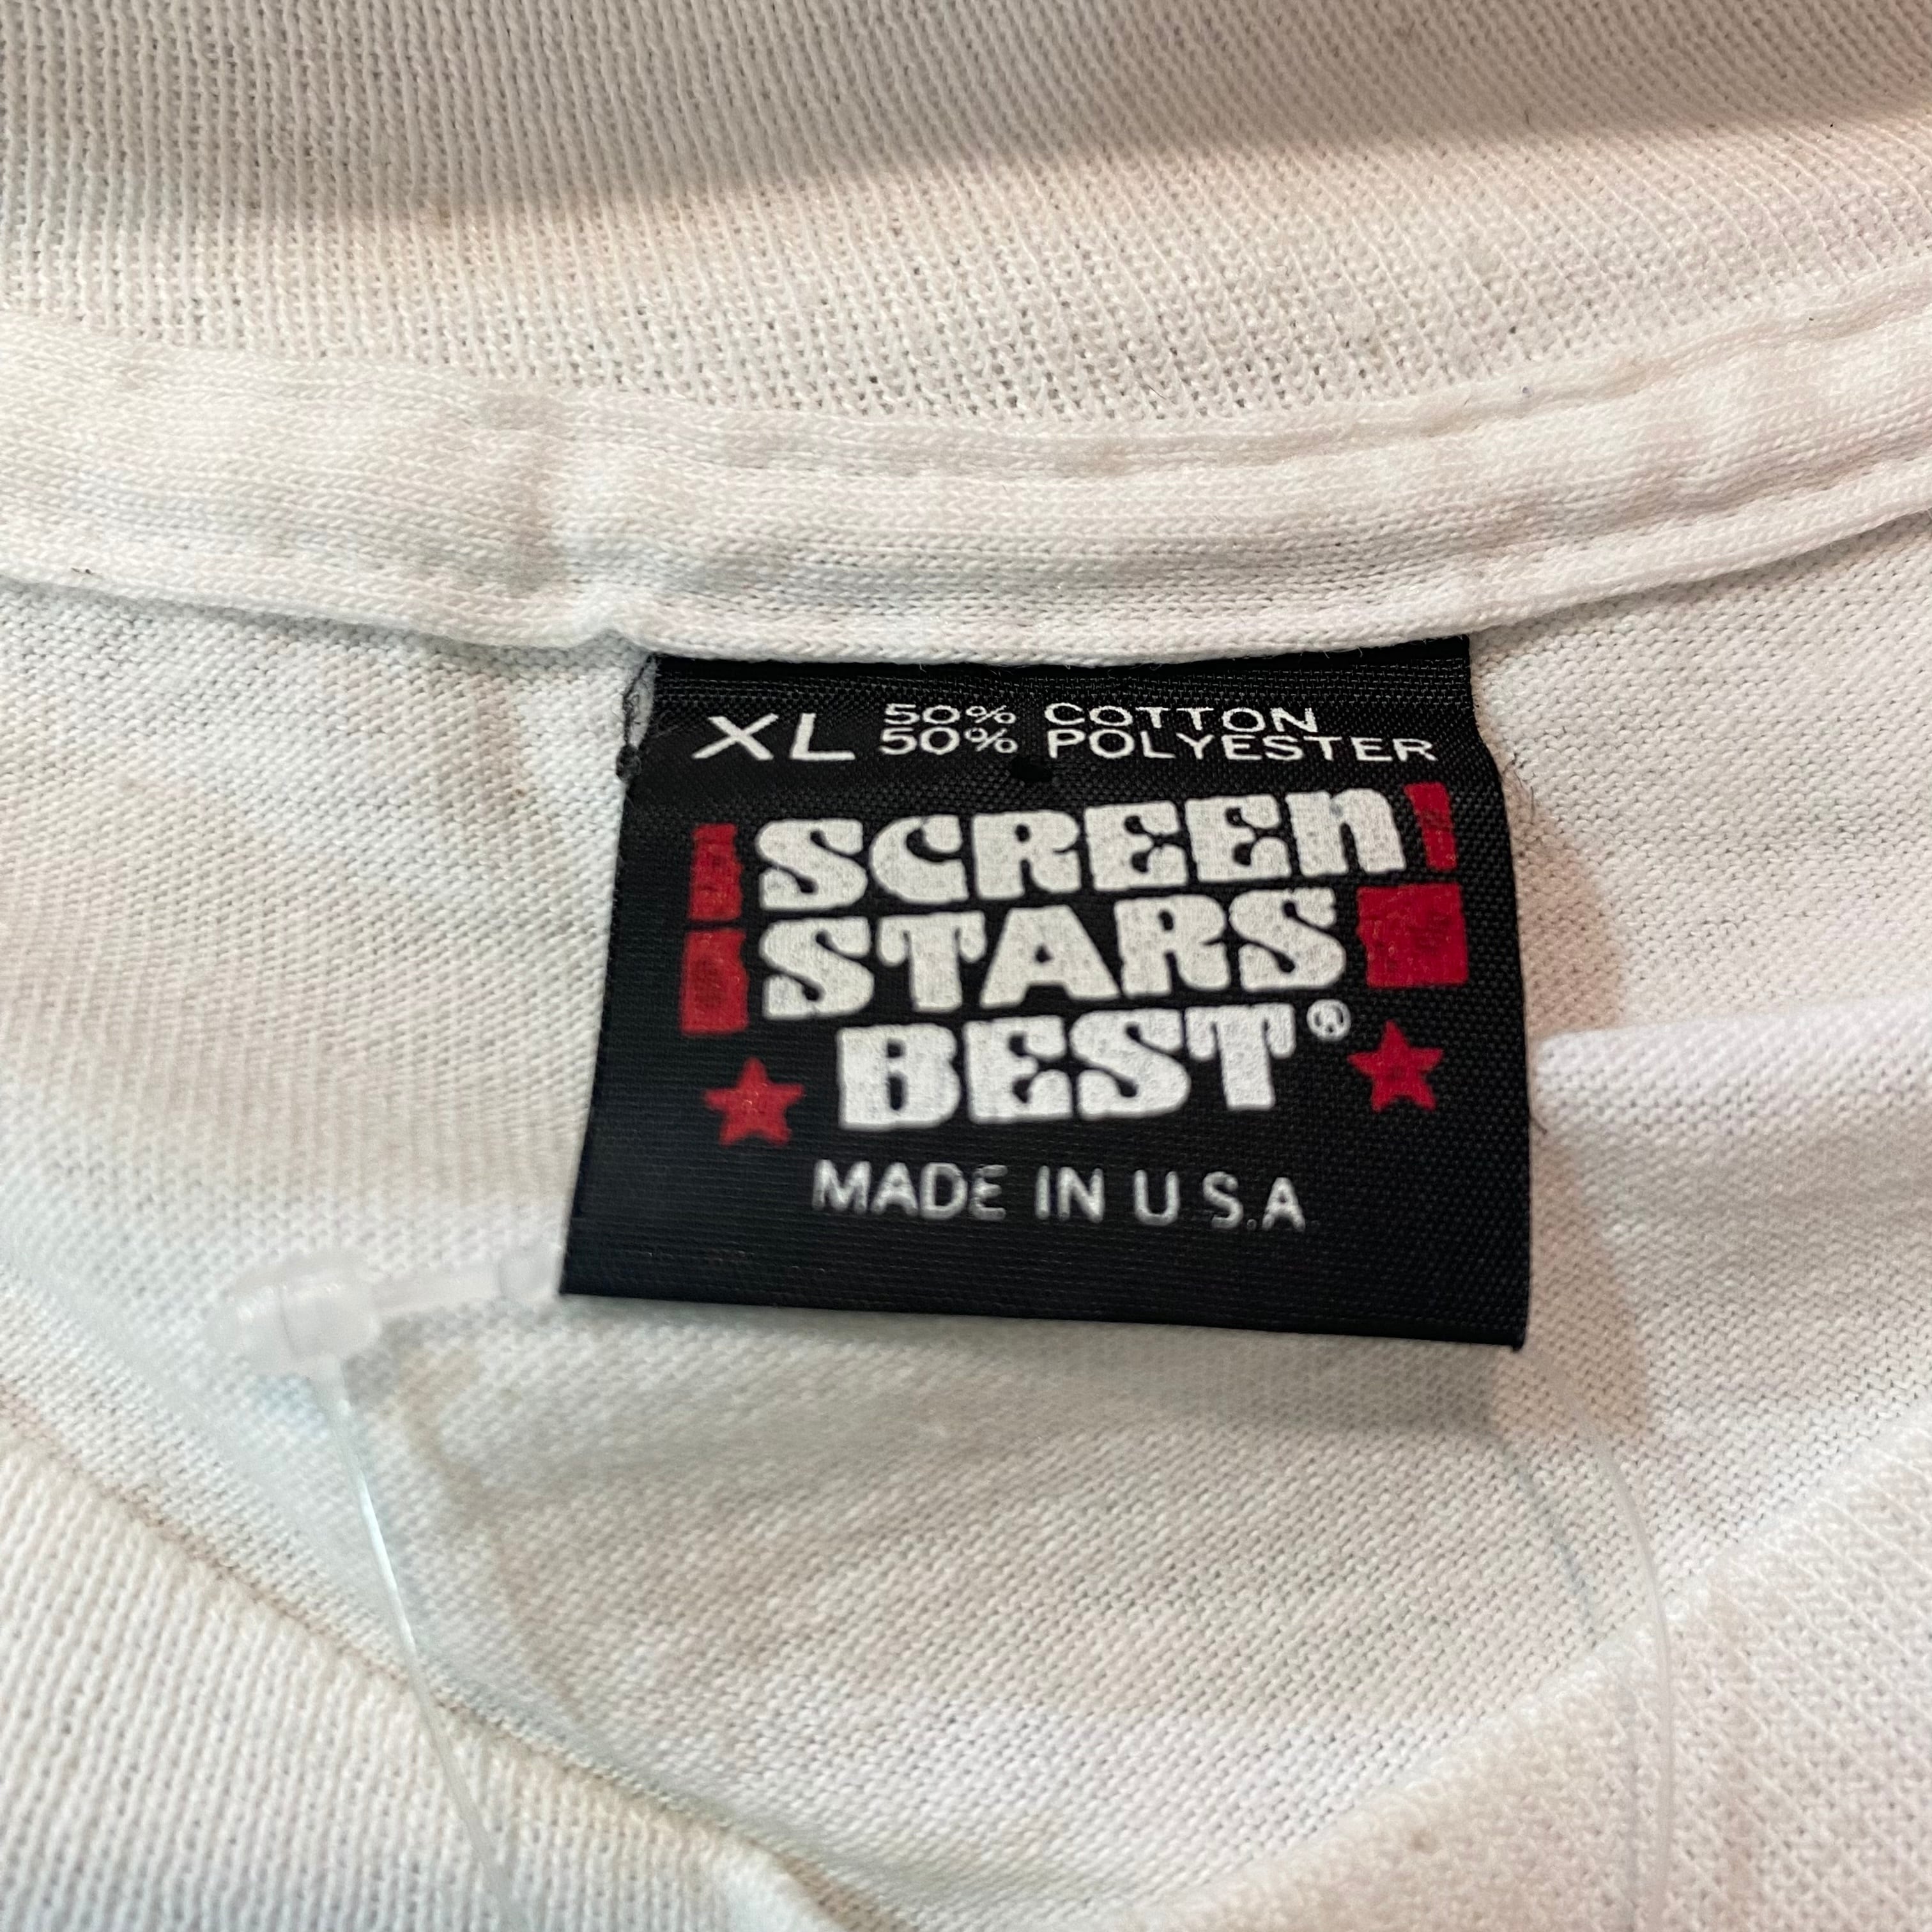 XL 50% COTTON
50% POLYESTER
SCREEN
STARS
BEST®
MADE IN U.S.A